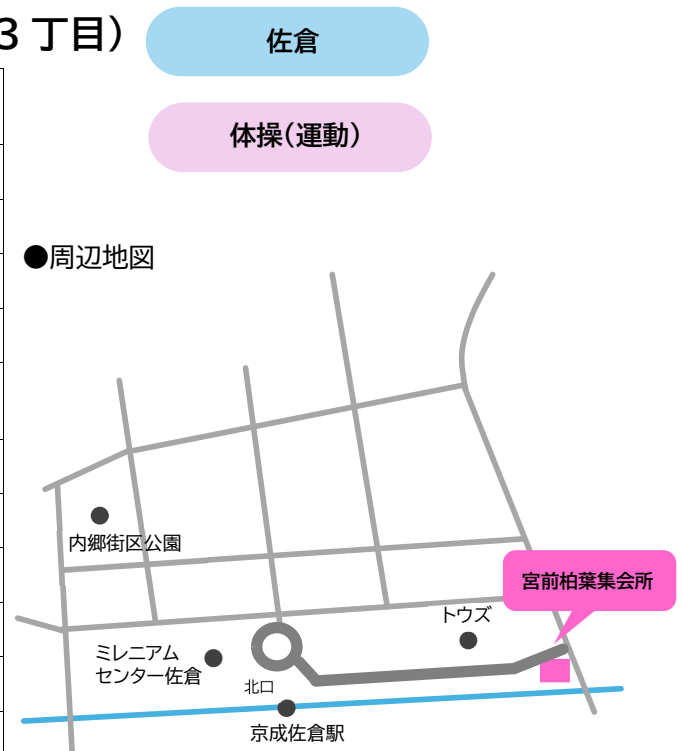 3丁目）
佐倉
体操（運動）
●周辺地図
内郷街区公園
宮前柏葉集会所
トウズ
ミレニアム
センター佐倉
北口
京成佐倉駅